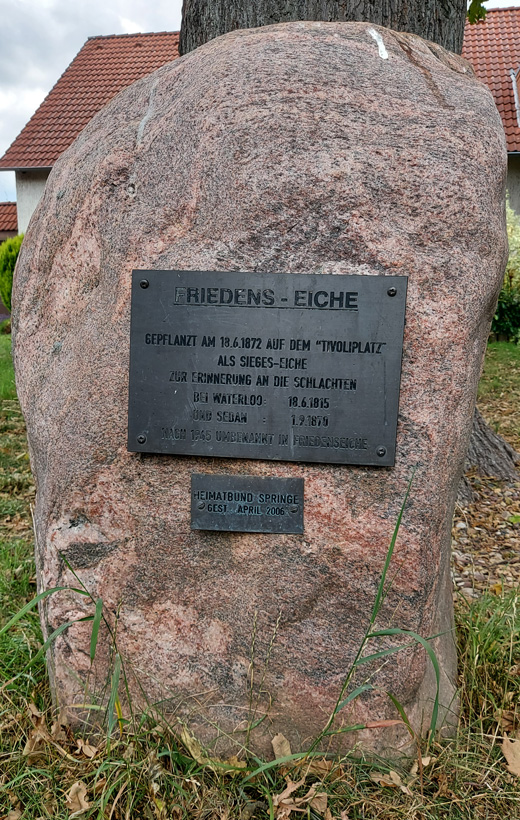 FRIEDENS - EICHE
GEPFLANZT AM 18.6.1872 AUF DEM "TIVOLIPLATZ"
ALS SIEGES-EICHE
ZUR ERINNERUNG AN DIE SCHLACHTEN
BEI WATERLOO: 18.6.1815
UND SEDAN : 1.9.1870
NACH 1945 UMBENANNT IN FRIEDENSEICHE
HEIMATBUND SPRINGE
GEST. APRIL 2006